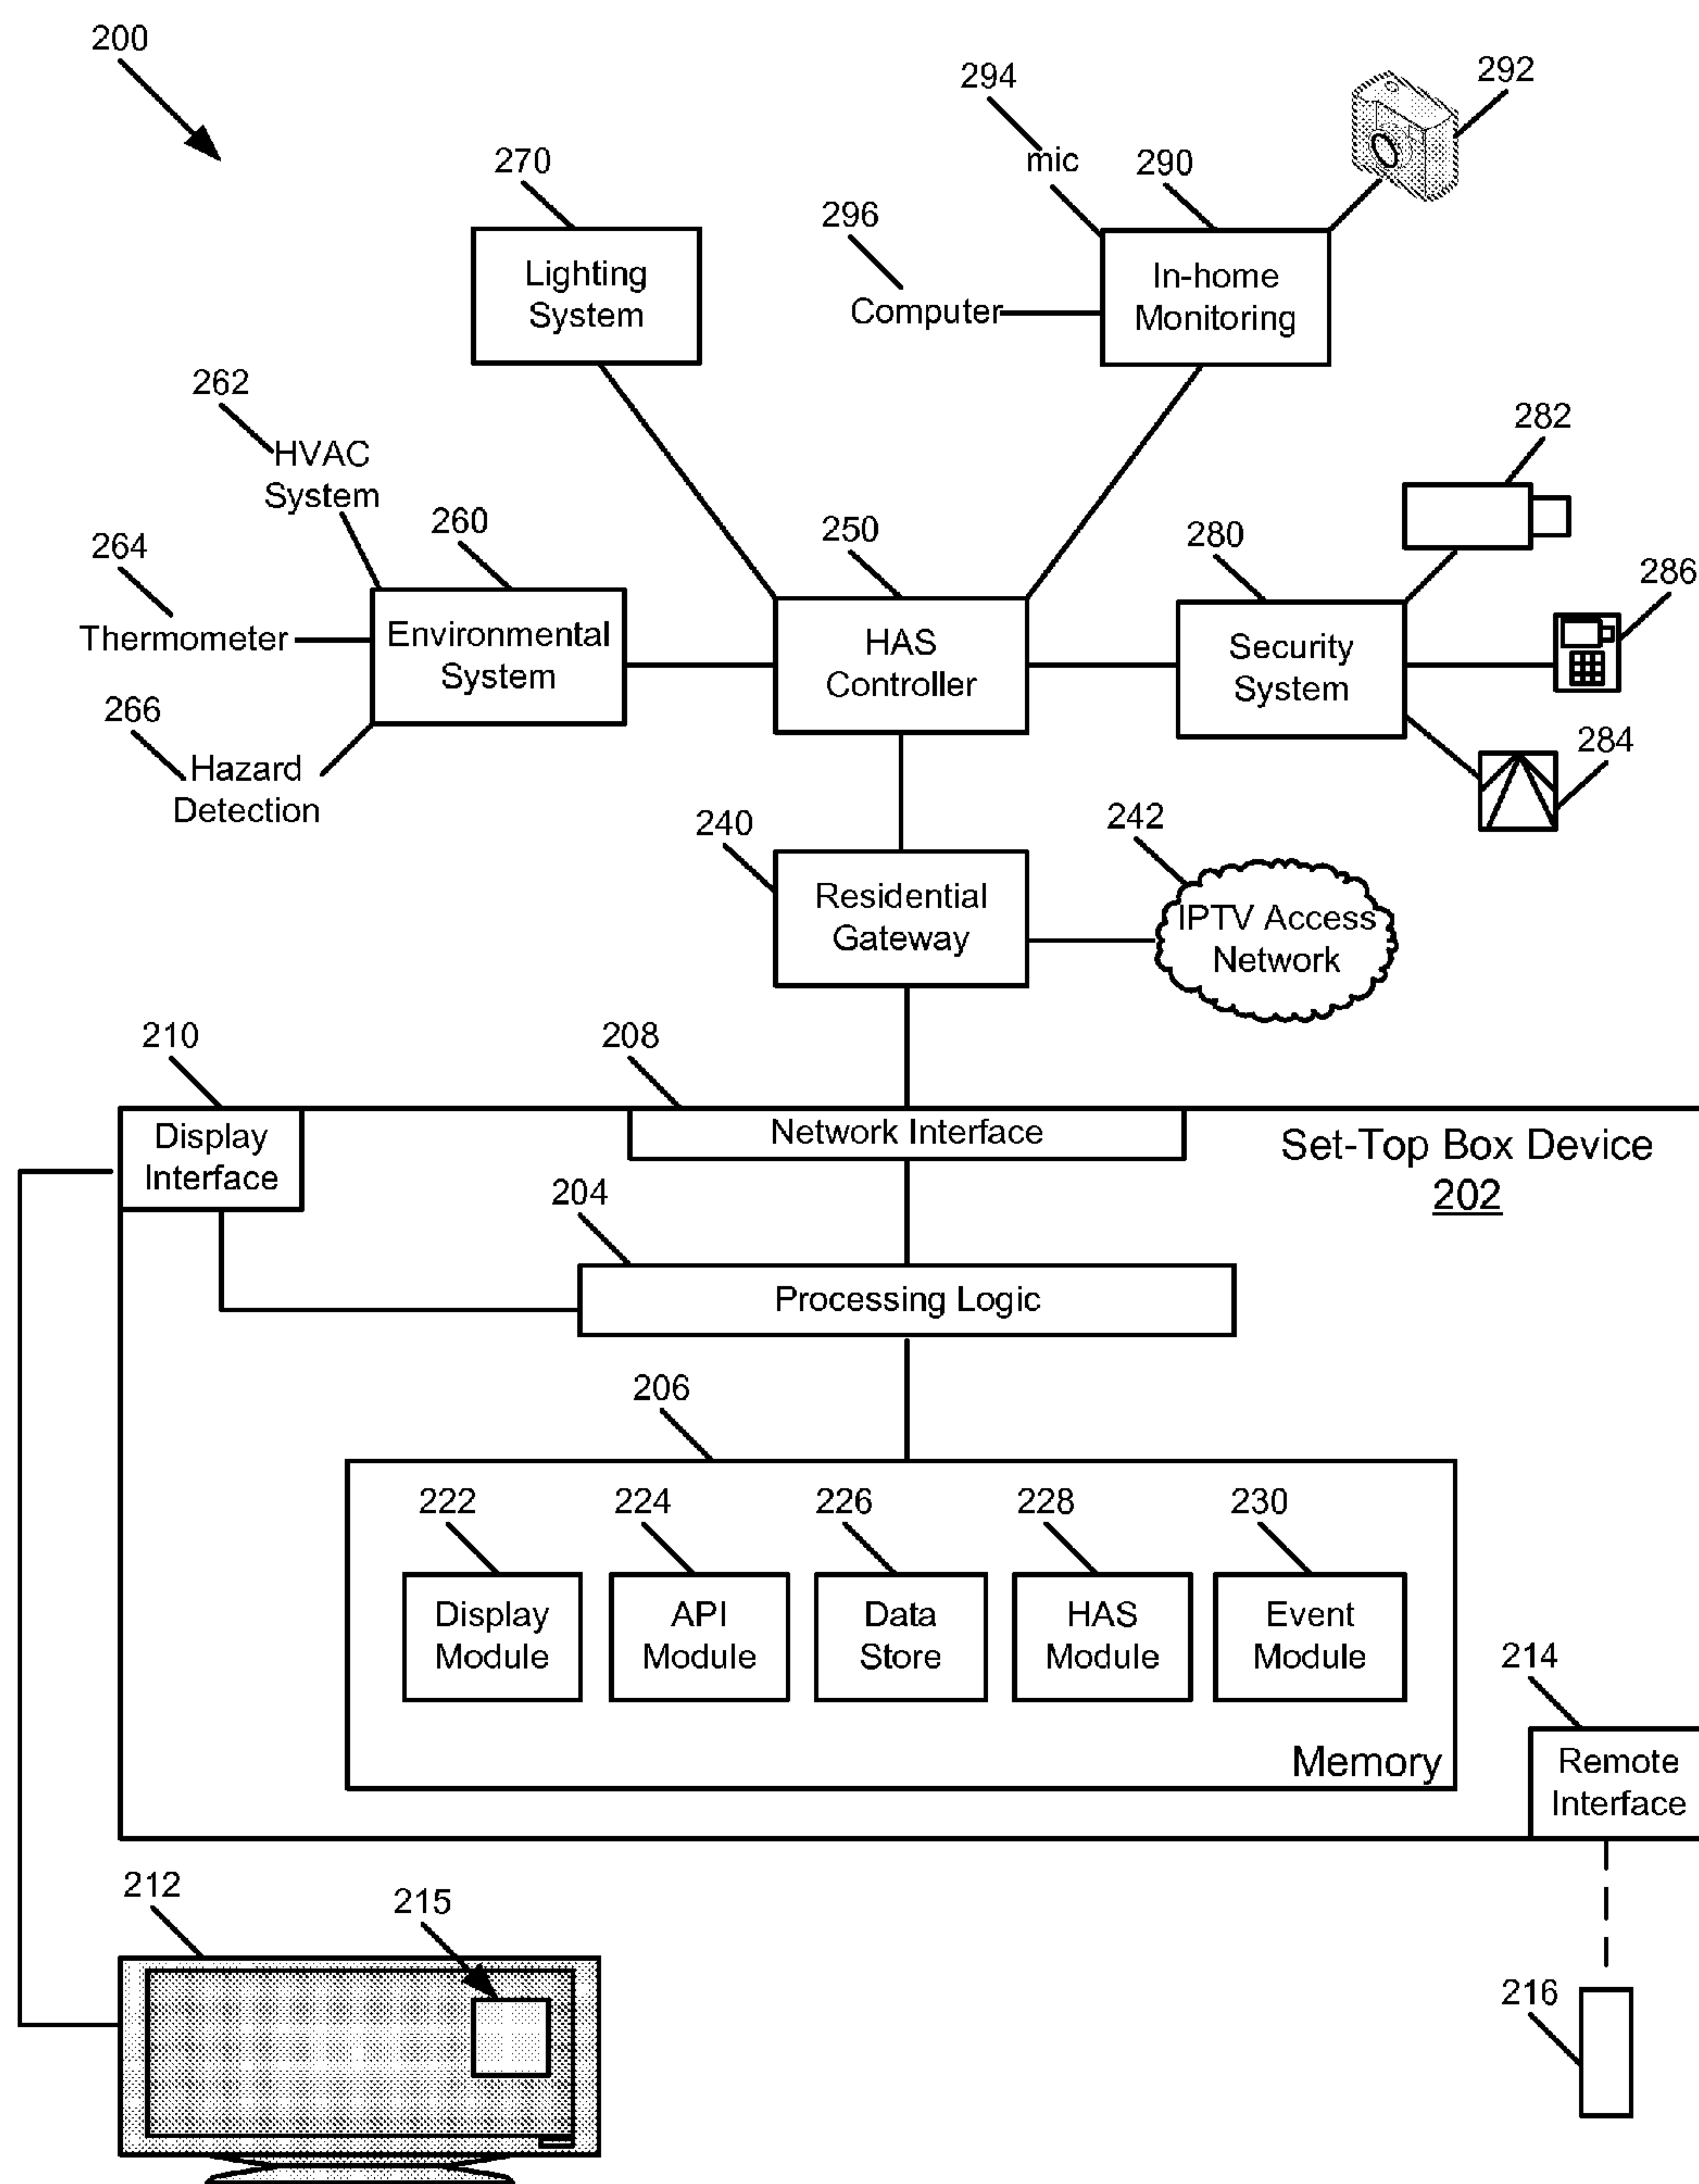 200
294
292
mic
270
290
296
Lighting
System
In-home
Monitoring
Computer
262
HVAC
System
282
264
260
250
280
286
Thermometer
Environmental
System
HAS
Controller
Security
System
266
Hazard
Detection
284
240
242
Residential
Gateway
IPTV Access
Network
210
208
Display
Interface
Network Interface
Set-Top Box Device
202
204
Processing Logic
206
222
224
226
228
230
Display
Module
API
Module
Data
Store
HAS
Module
Event
Module
214
Memory
Remote
Interface
212
215
216